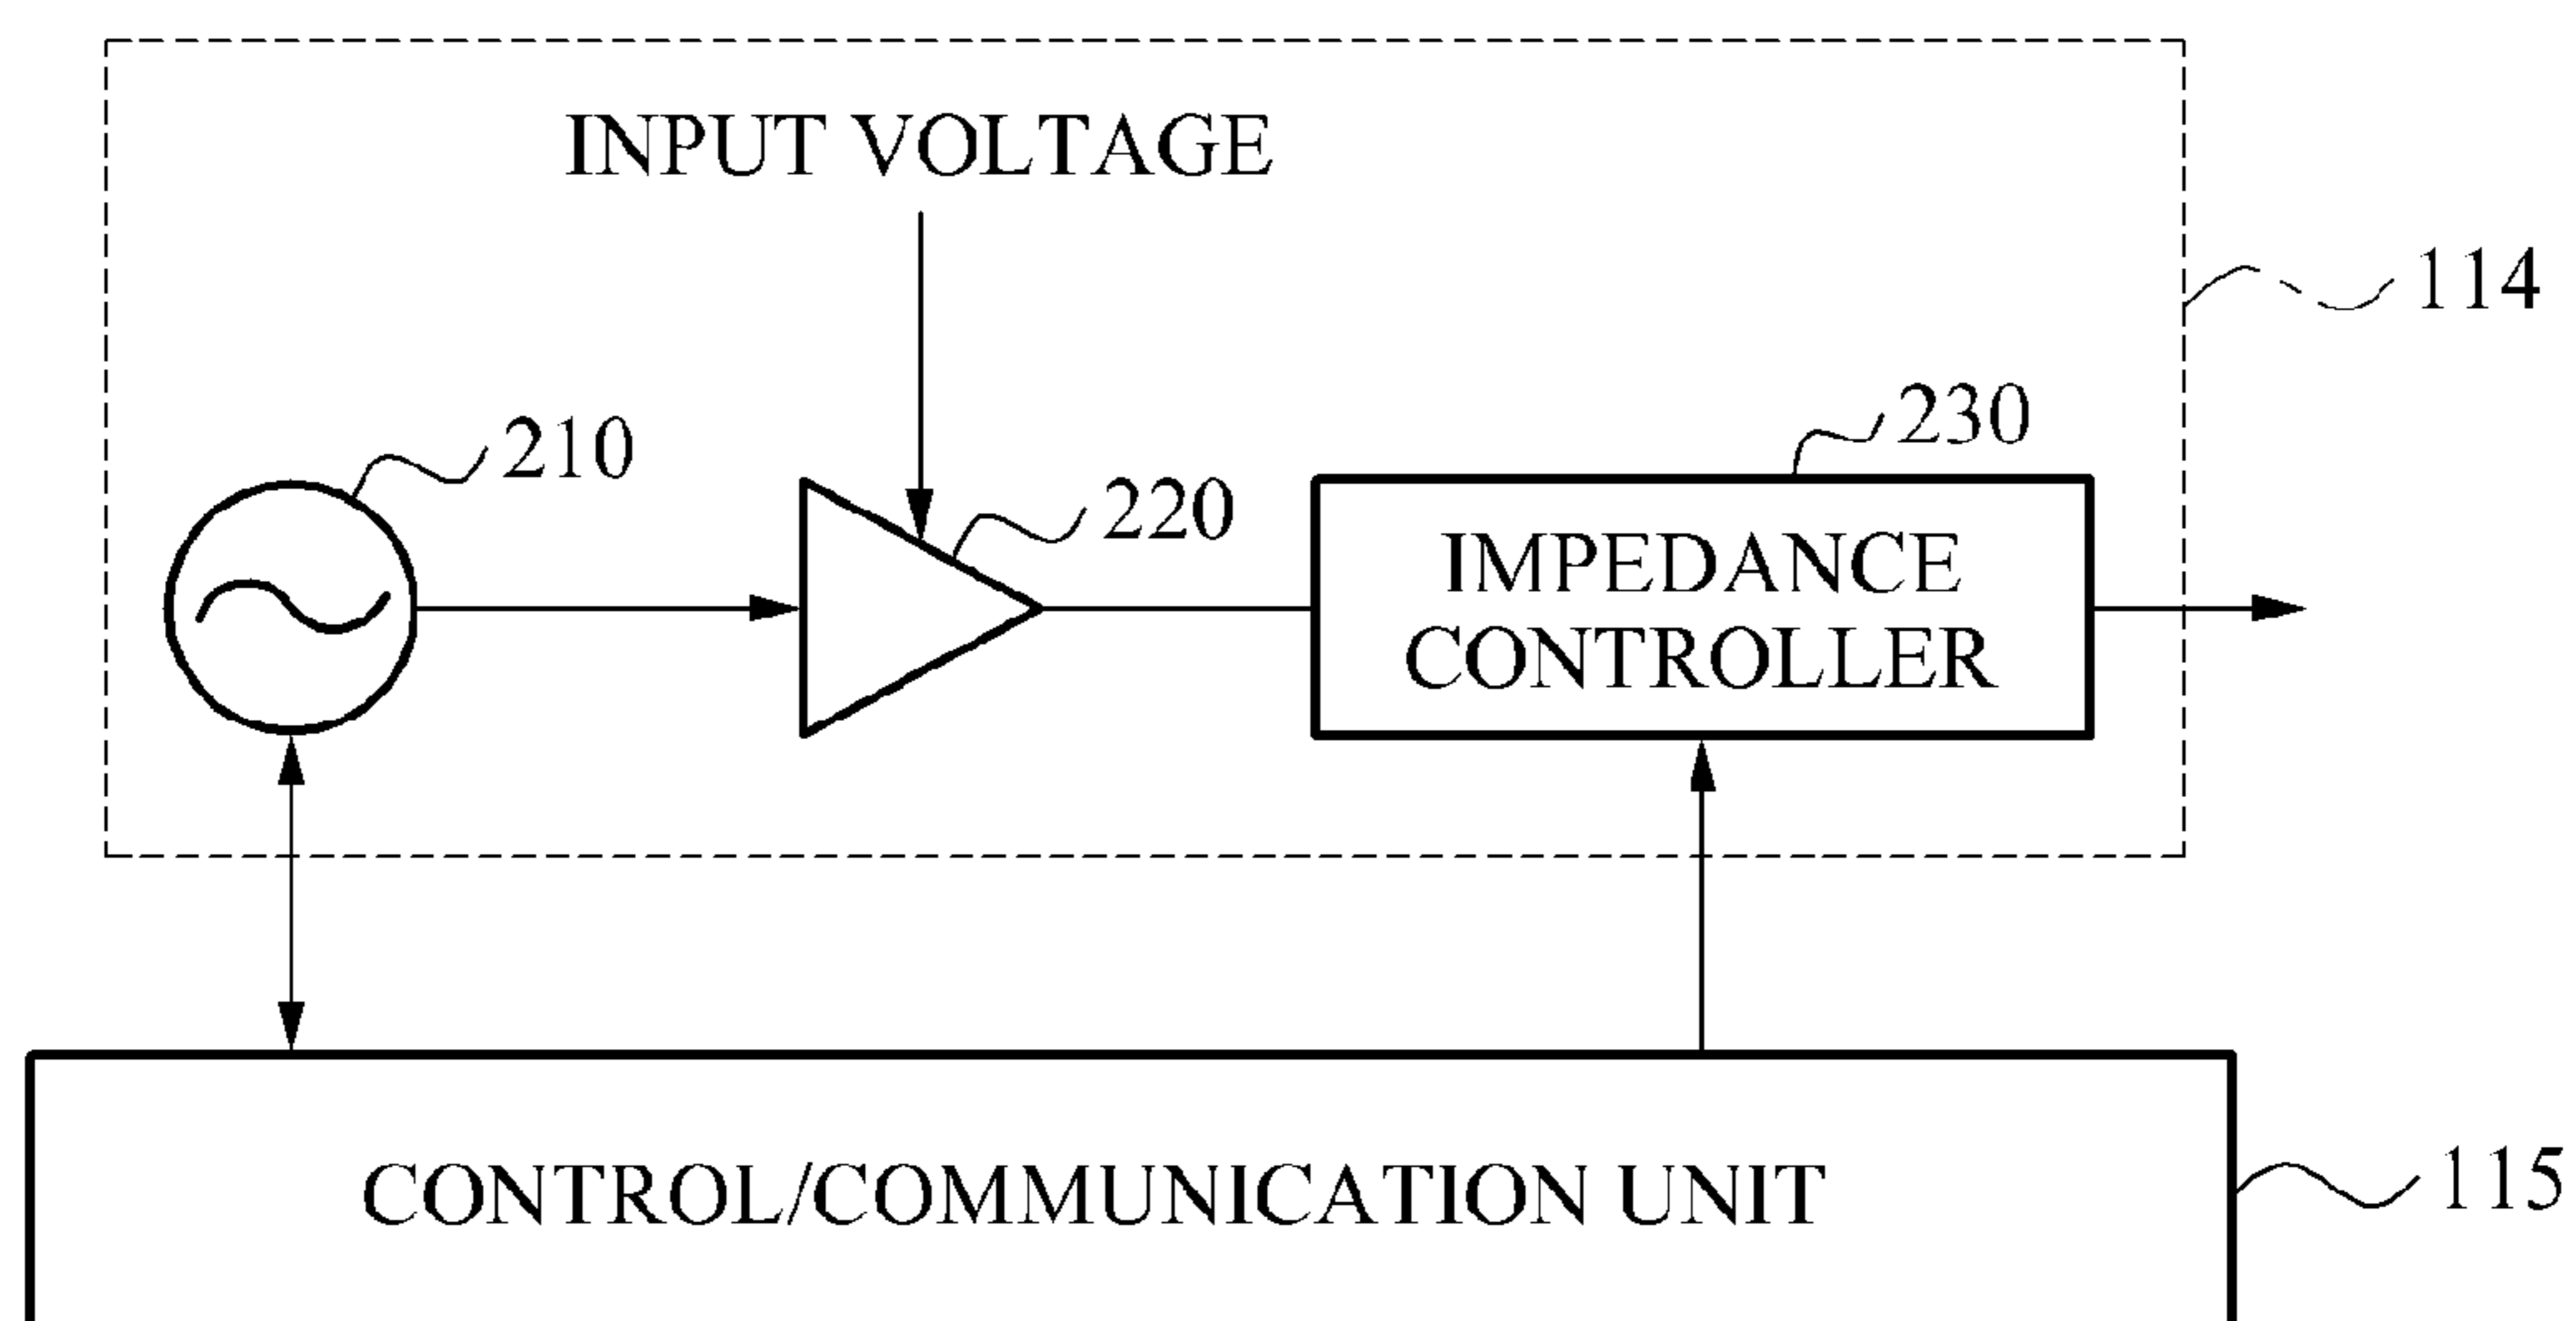 INPUT VOLTAGE
114
210
220
230
IMPEDANCE
CONTROLLER
CONTROL/COMMUNICATION UNIT
115